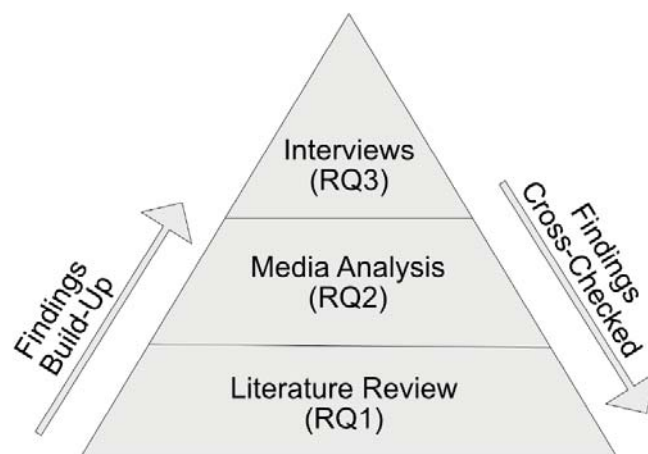 Interviews
(RQ3)
Media Analysis
(RQ2)
Literature Review
(RQ1)
Findings
Build-Up
Findings
Cross-Checked